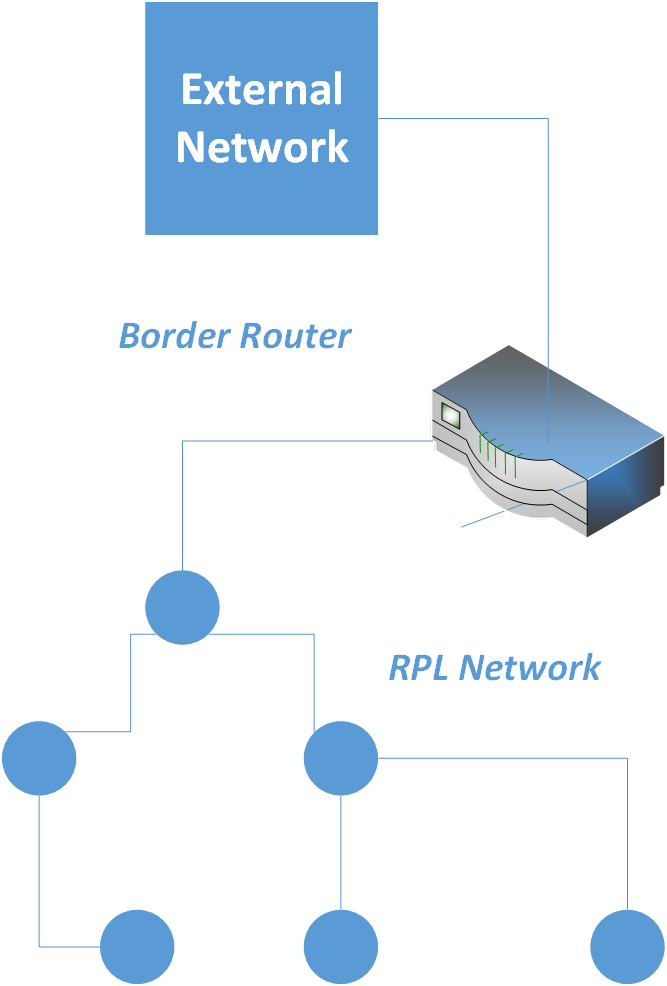 External
Network
Border Router
RPL Network